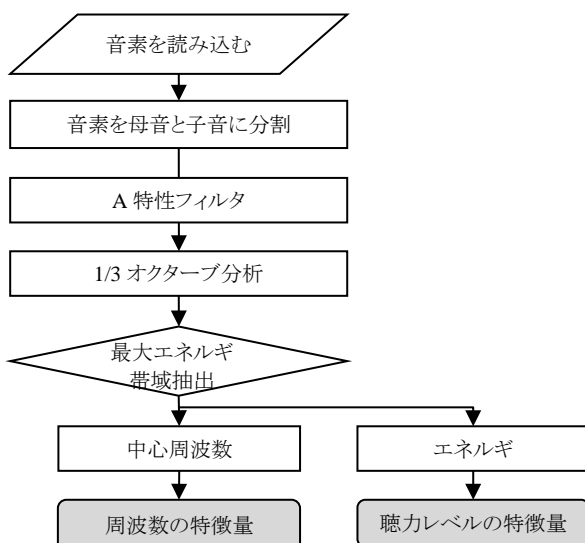 音素を読み込む
音素を母音と子音に分割
A 特性フィルタ
1/3 オクターブ分析
最大エネルギ
帯域抽出
中心周波数
エネルギ
周波数の特徴量
聴力レベルの特徴量